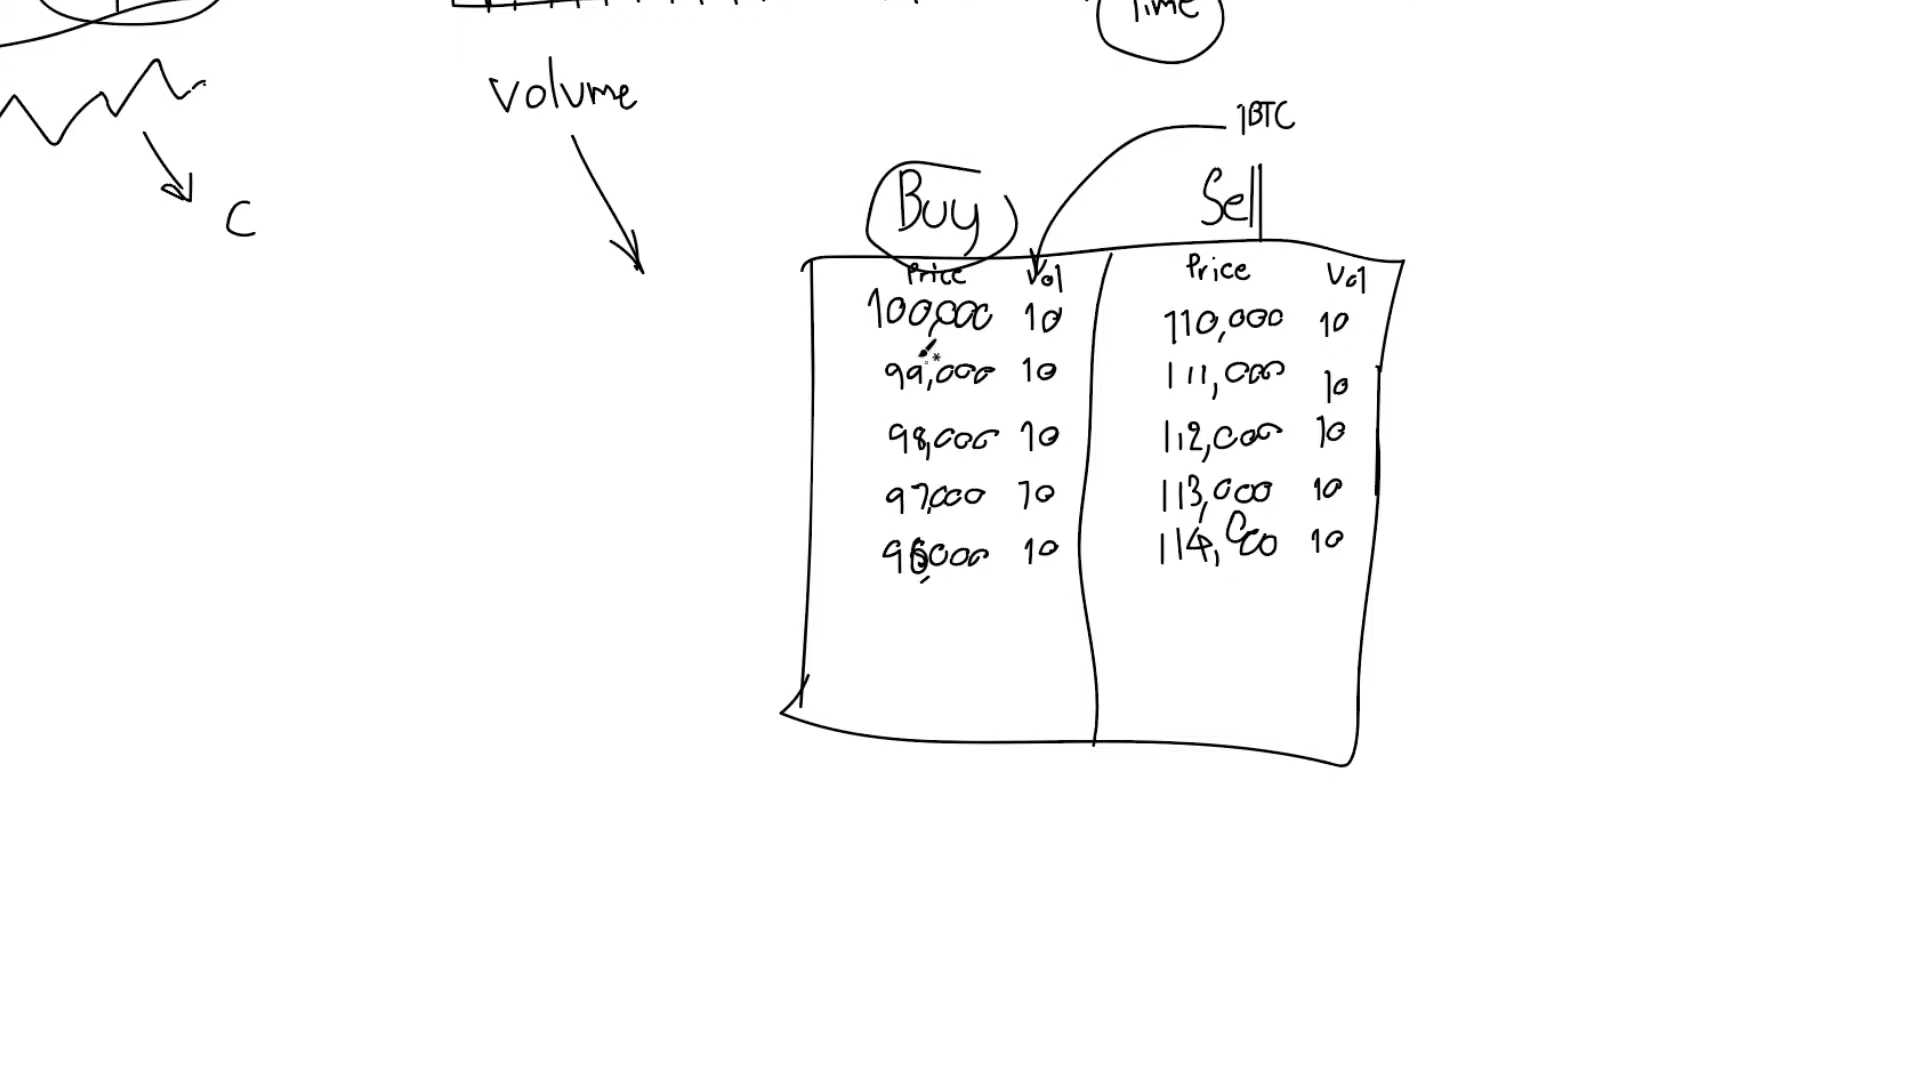 Time
Volume
1BTC
C
Buy Sell
Price Vol Price Vol
100,000 10 110,000 10
99,000 10 111,000 10
98,000 10 112,000 10
97,000 10 113,000 10
96,000 10 114,000 10